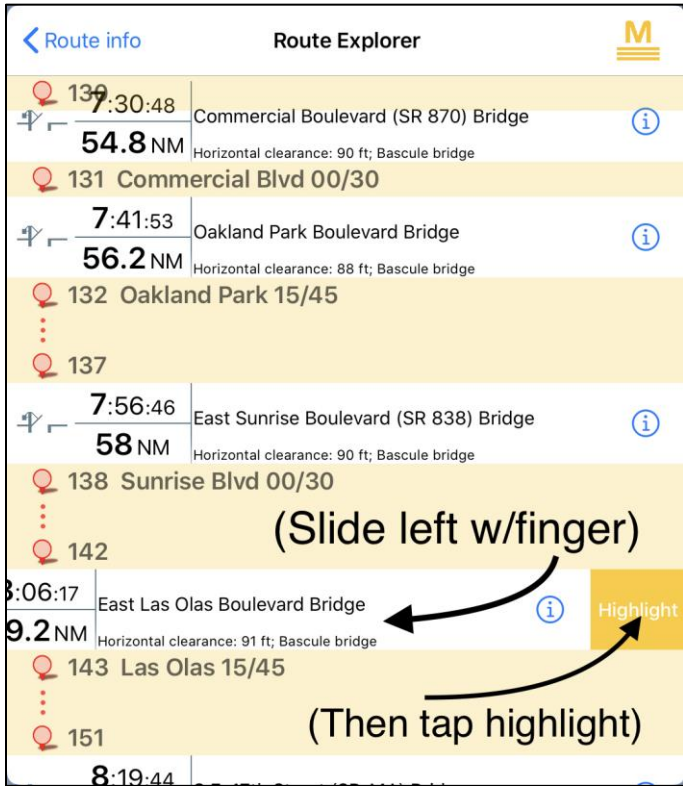 Route info
Route Explorer
M
130
7:30:48
Commercial Boulevard (SR 870) Bridge
54.8 NM
Horizontal clearance: 90 ft; Bascule bridge
131 Commercial Blvd 00/30
7:41:53
Oakland Park Boulevard Bridge
56.2 NM
Horizontal clearance: 88 ft; Bascule bridge
132 Oakland Park 15/45
137
7:56:46
East Sunrise Boulevard (SR 838) Bridge
58 NM
Horizontal clearance: 90 ft; Bascule bridge
138 Sunrise Blvd 00/30
(Slide left w/finger)
142
:06:17
East Las Olas Boulevard Bridge
Highlight
9.2 NM
Horizontal clearance: 91 ft; Bascule bridge
143 Las Olas 15/45
(Then tap highlight)
151
8:19:44